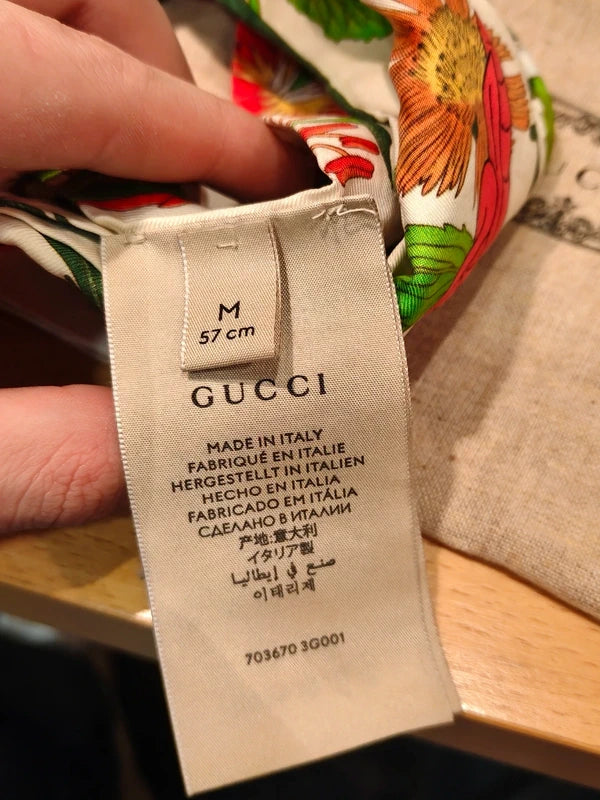 M
57 cm
GUCCI
MADE IN ITALY
FABRIQUÉ EN ITALIE
HERGESTELLT IN ITALIEN
HECHO EN ITALIA
FABRICADO EM ITÁLIA
СДЕЛАНО В ИТАЛИИ
产地:意大利
イタリア製
صنع في إيطاليا
이태리제
703670 3G001